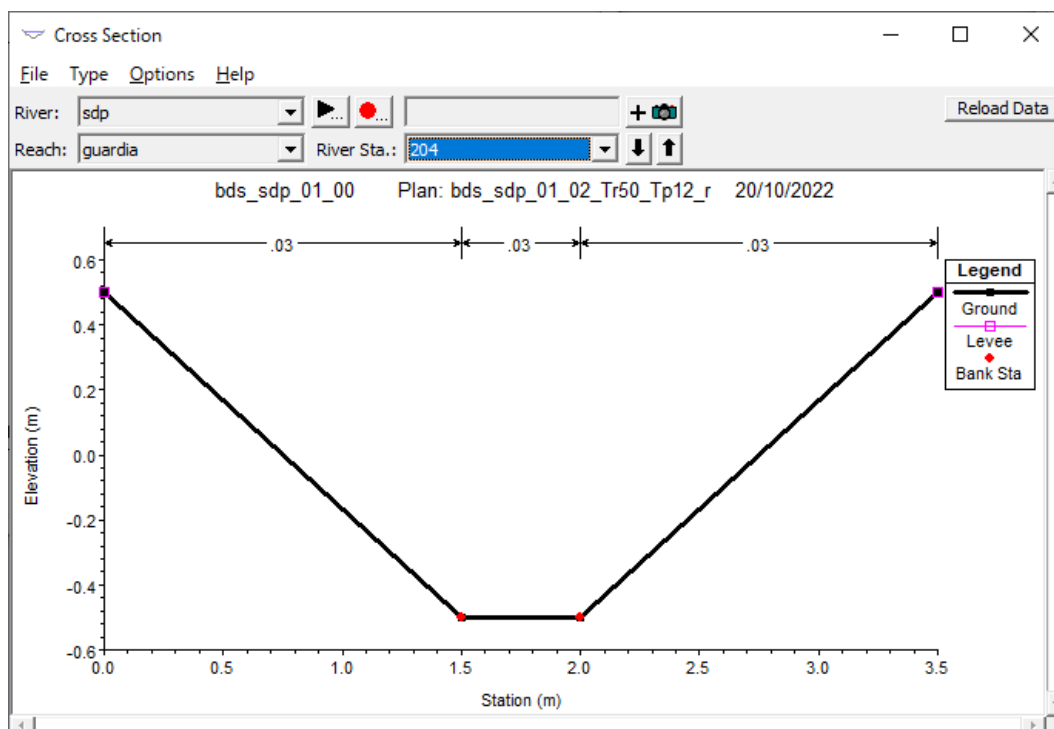 Cross Section
File Type Options Help
River: sdp ... ... + Reload Data
Reach: guardia River Sta.: 204
bds_sdp_01_00 Plan: bds_sdp_01_02_Tr50_Tp12_r 20/10/2022
.03 .03 .03
0.6
0.4
0.2
0.0
-0.2
-0.4
-0.6
Elevation (m)
0.0 0.5 1.0 1.5 2.0 2.5 3.0 3.5
Station (m)
Legend
Ground
Levee
Bank Sta